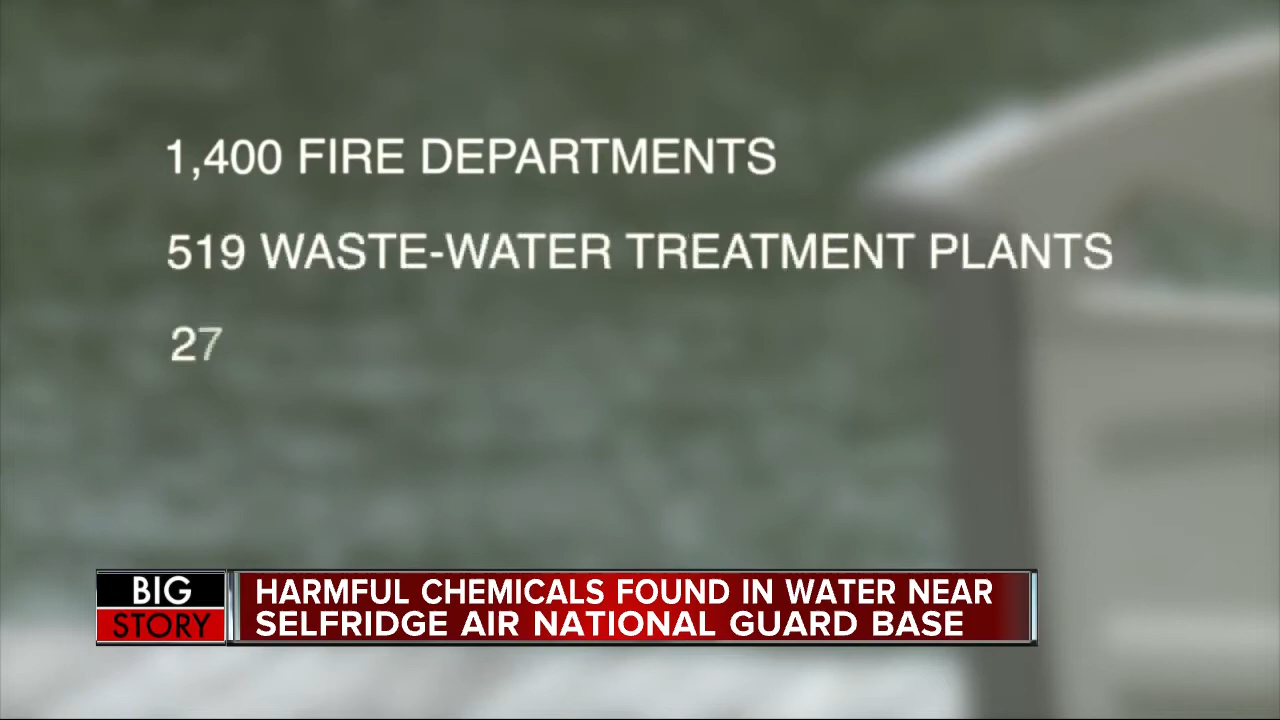 1,400 FIRE DEPARTMENTS
519 WASTE-WATER TREATMENT PLANTS
27
BIG
STORY
HARMFUL CHEMICALS FOUND IN WATER NEAR
SELFRIDGE AIR NATIONAL GUARD BASE